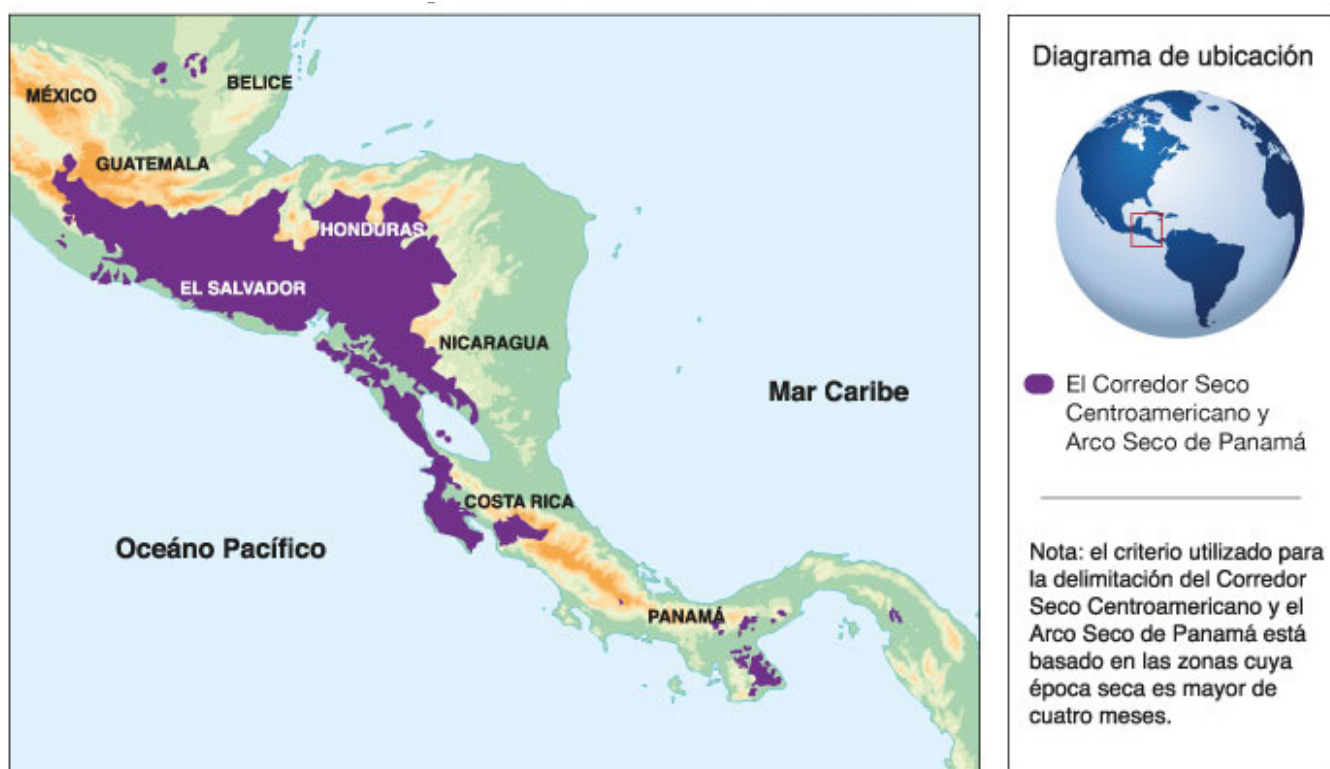 MÉXICO
BELICE
GUATEMALA
HONDURAS
EL SALVADOR
NICARAGUA
Mar Caribe
COSTA RICA
Oceáno Pacífico
PANAMÁ
Diagrama de ubicación
El Corredor Seco
Centroamericano y
Arco Seco de Panamá
Nota: el criterio utilizado para
la delimitación del Corredor
Seco Centroamericano y el
Arco Seco de Panamá está
basado en las zonas cuya
época seca es mayor de
cuatro meses.